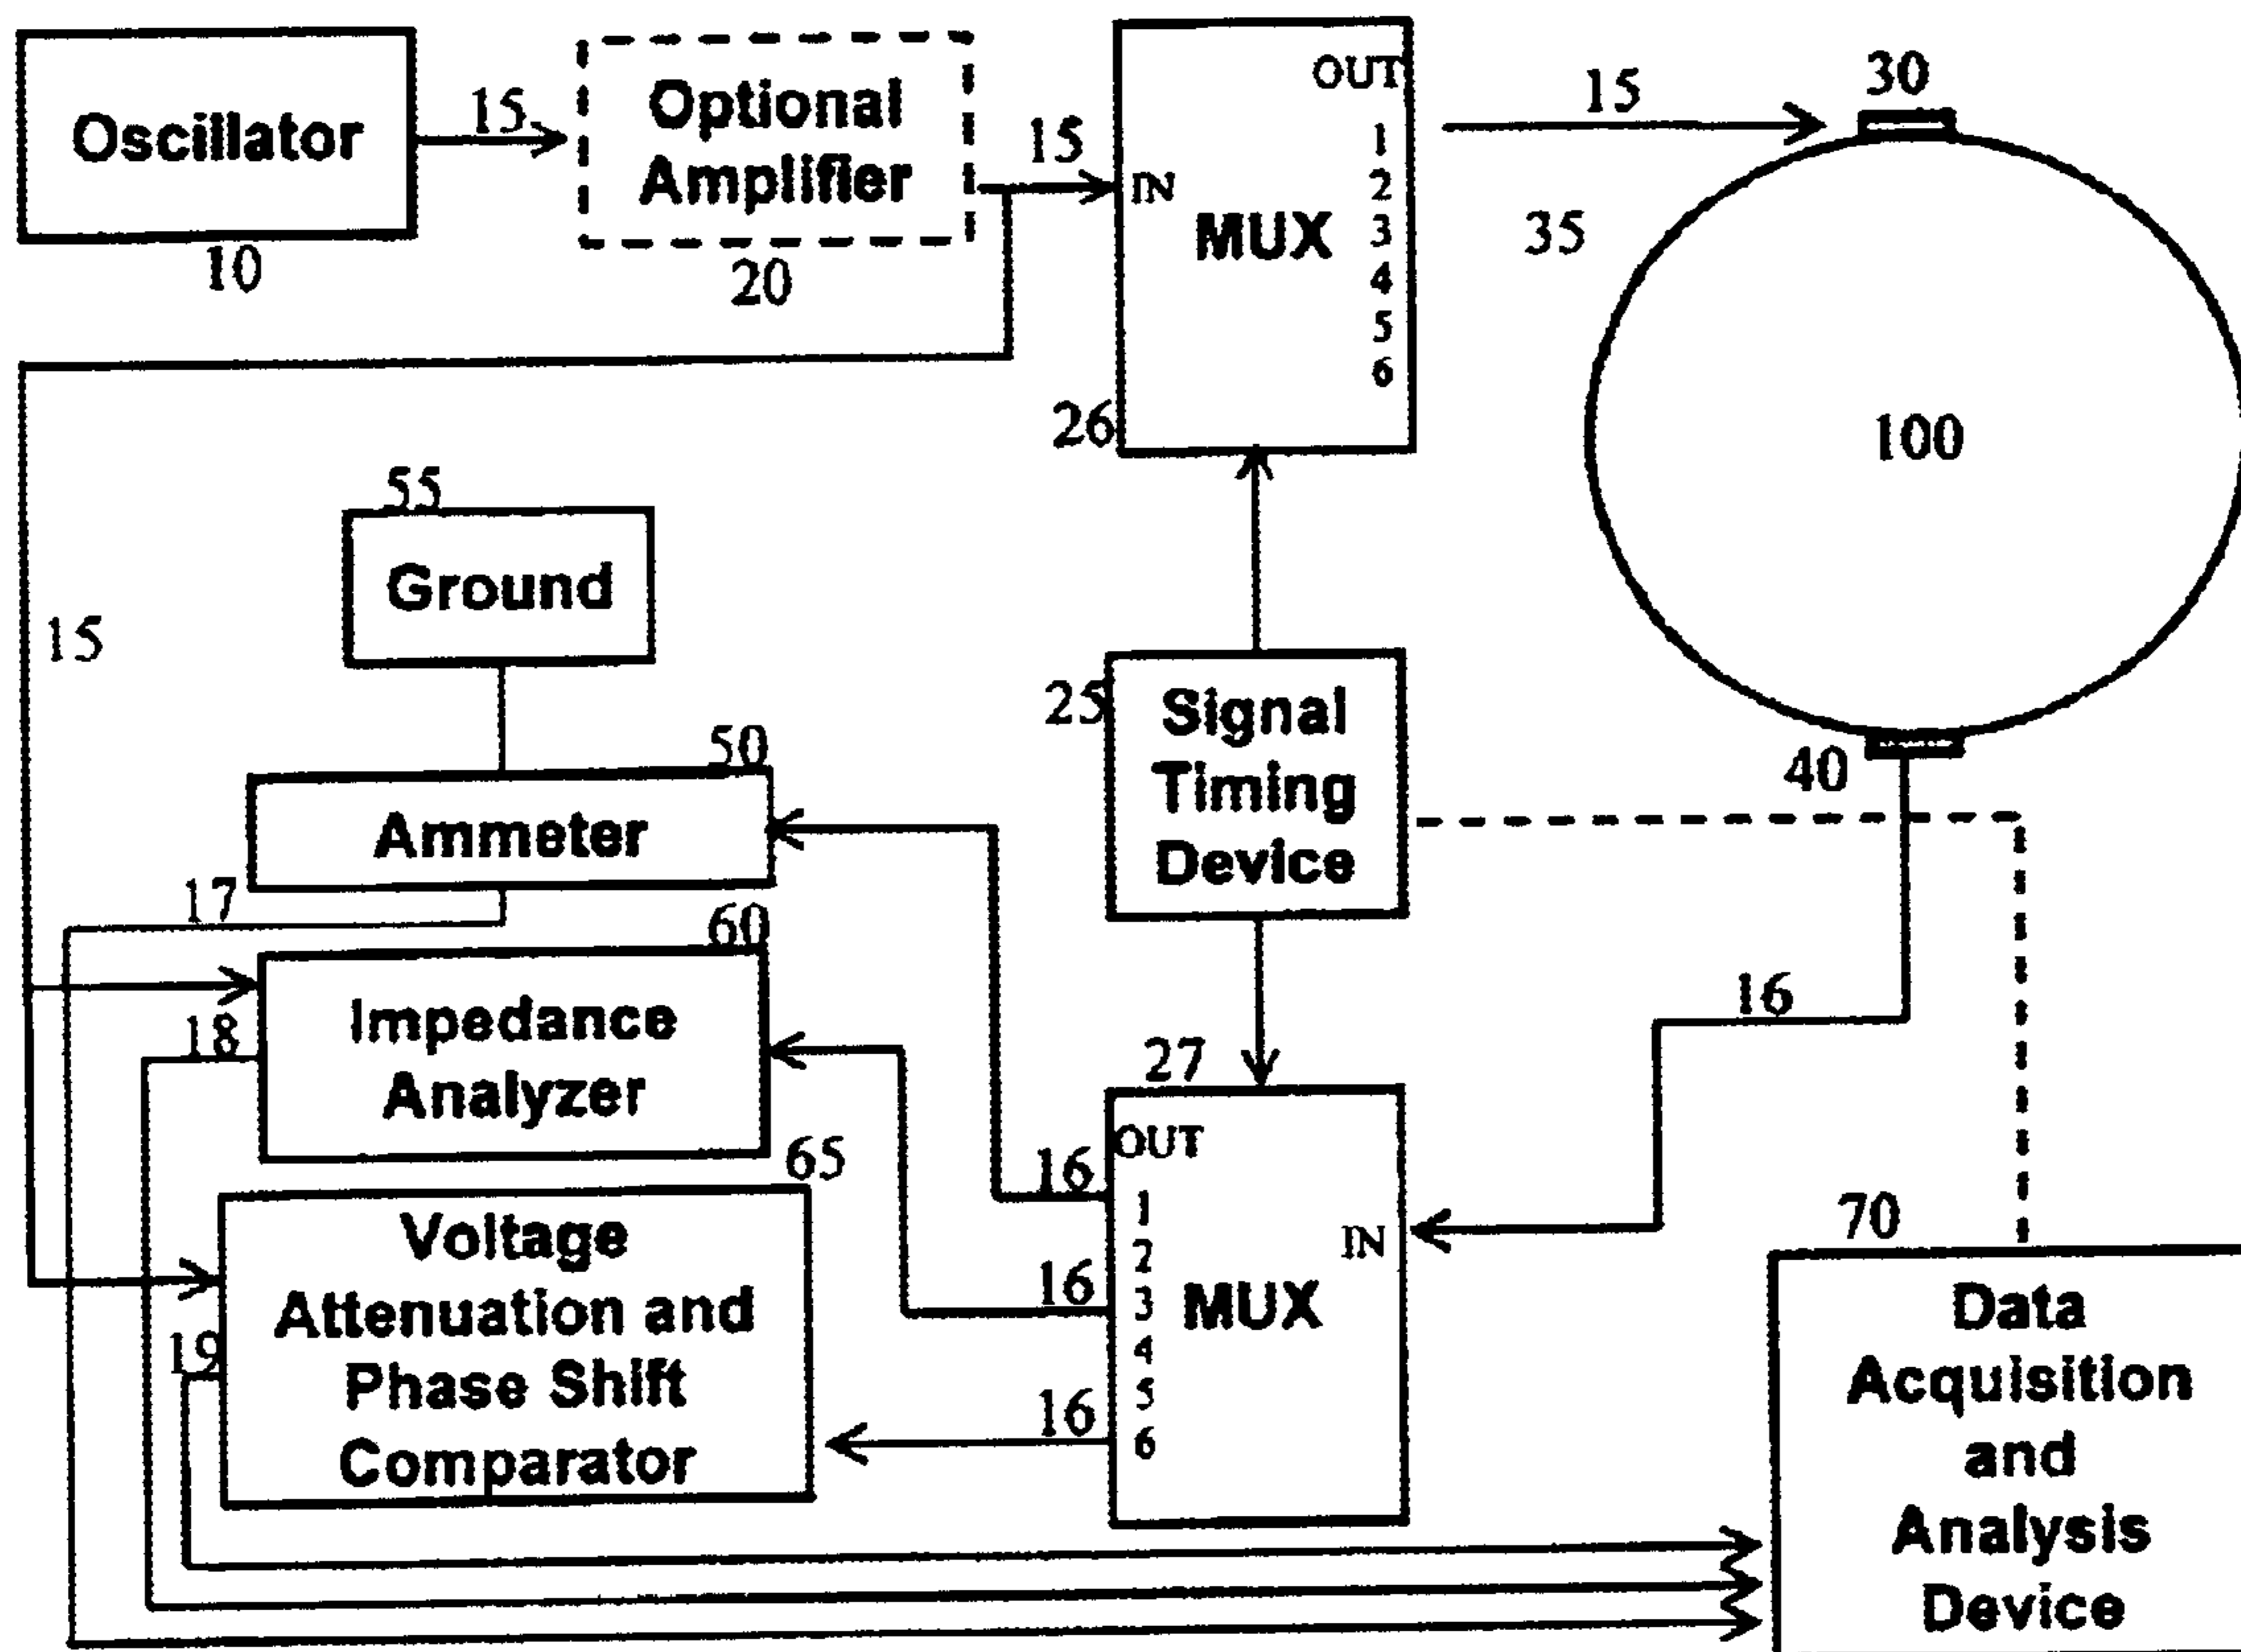 Oscillator
10
15
Optional
Amplifier
20
15
OUT
IN
MUX
1
2
3
4
5
6
26
15
30
35
100
40
15
55
Ground
50
Ammeter
17
60
Impedance
Analyzer
18
65
Voltage
Attenuation and
Phase Shift
Comparator
19
25
Signal
Timing
Device
27
OUT
1
2
3
4
5
6
IN
MUX
16
16
16
16
70
Data
Acquisition
and
Analysis
Device